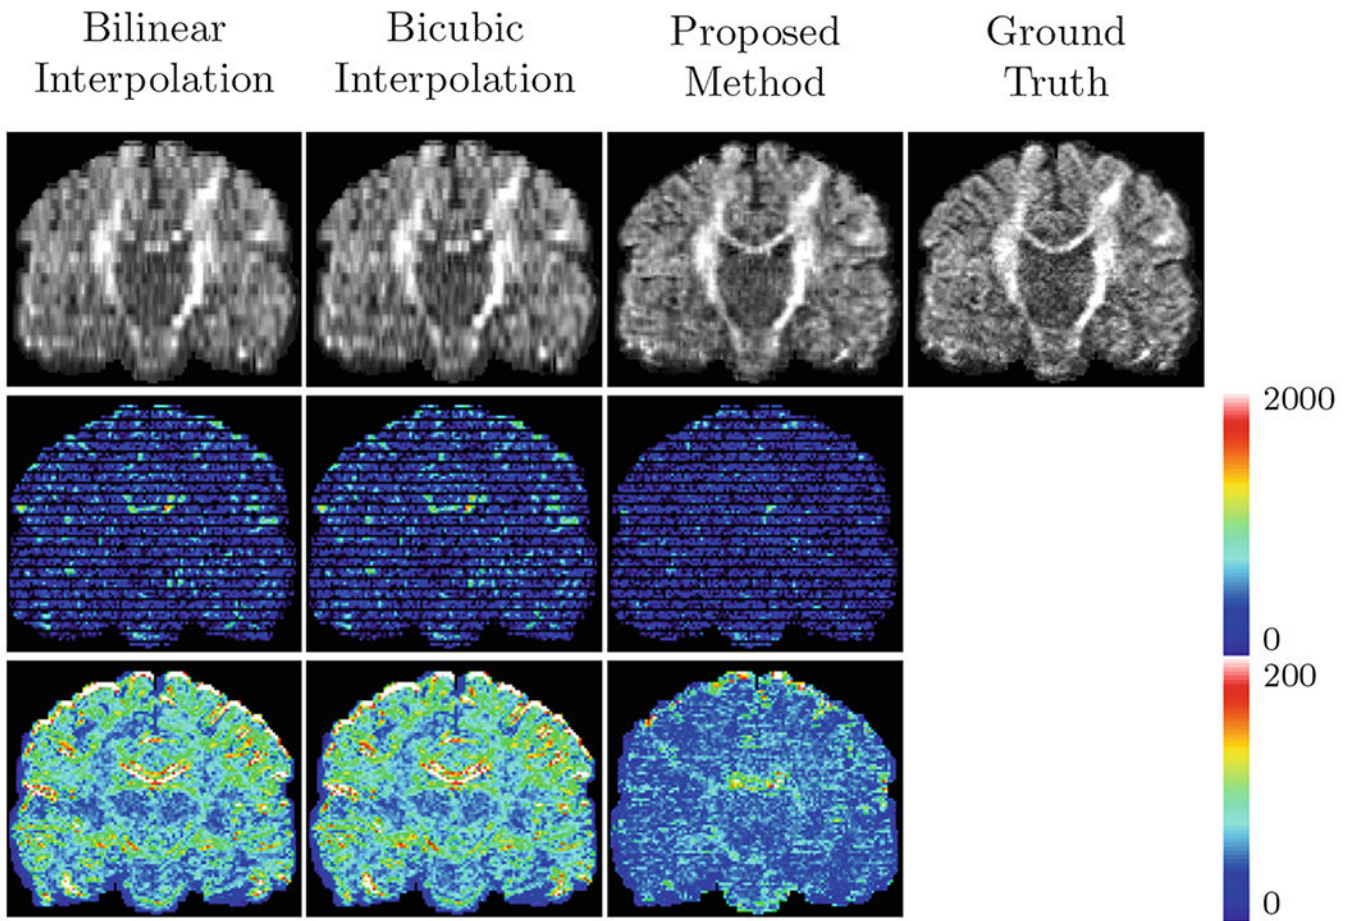 Bilinear
Interpolation
Bicubic
Interpolation
Proposed
Method
Ground
Truth
2000
0
200
0